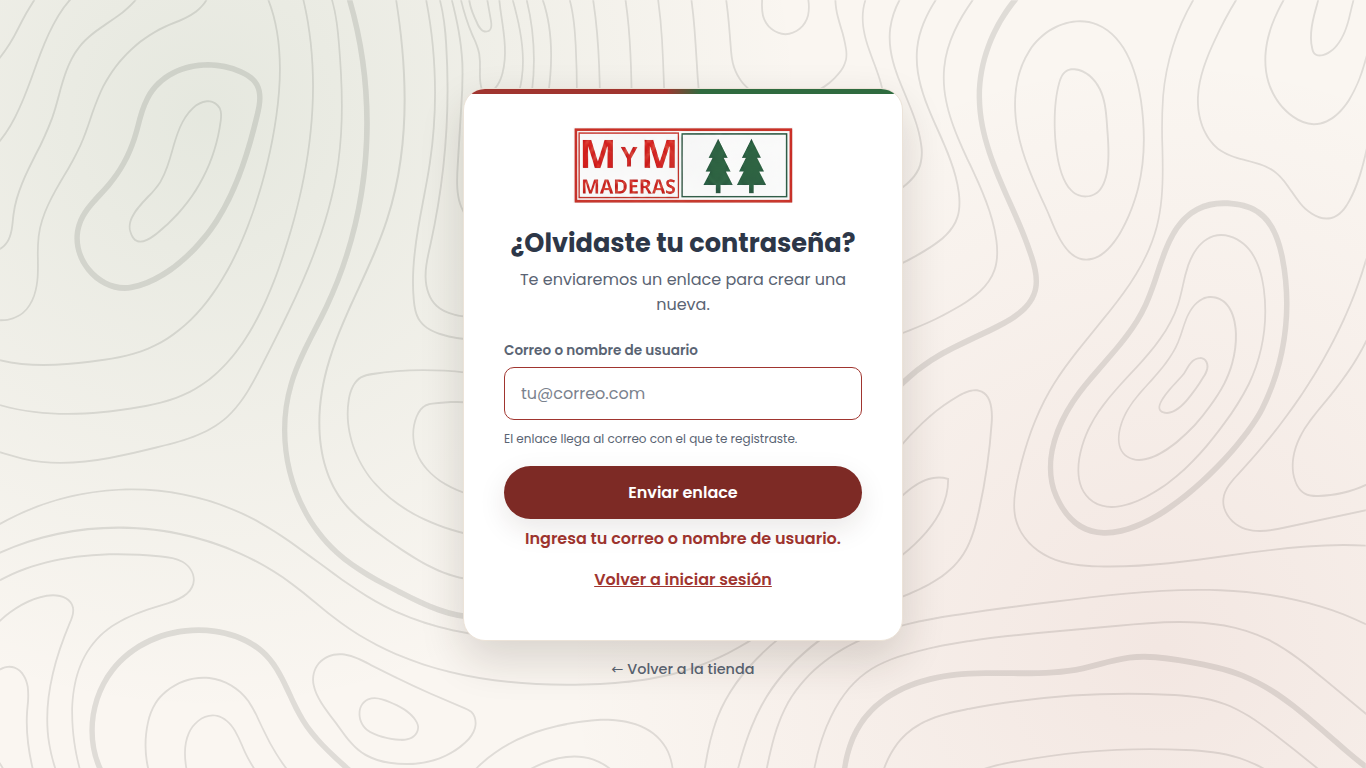 M Y M
MADERAS
¿Olvidaste tu contraseña?
Te enviaremos un enlace para crear una
nueva.
Correo o nombre de usuario
tu@correo.com
El enlace llega al correo con el que te registraste.
Enviar enlace
Ingresa tu correo o nombre de usuario.
Volver a iniciar sesión
← Volver a la tienda